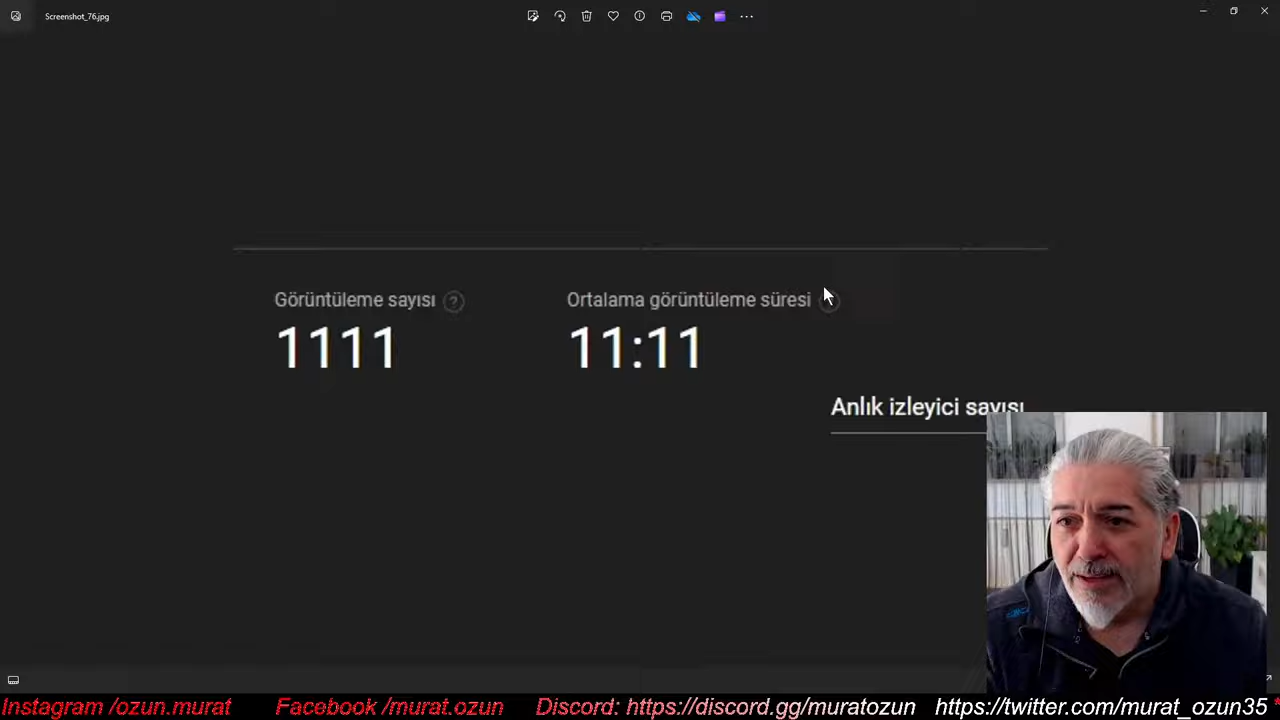 Screenshot_76.jpg
Görüntüleme sayısı ?
1111
Ortalama görüntüleme süresi
11:11
Anlık izleyici sayısı
Instagram /ozun.murat Facebook /murat.ozun Discord: https://discord.gg/muratozun https://twitter.com/murat_ozun35 *